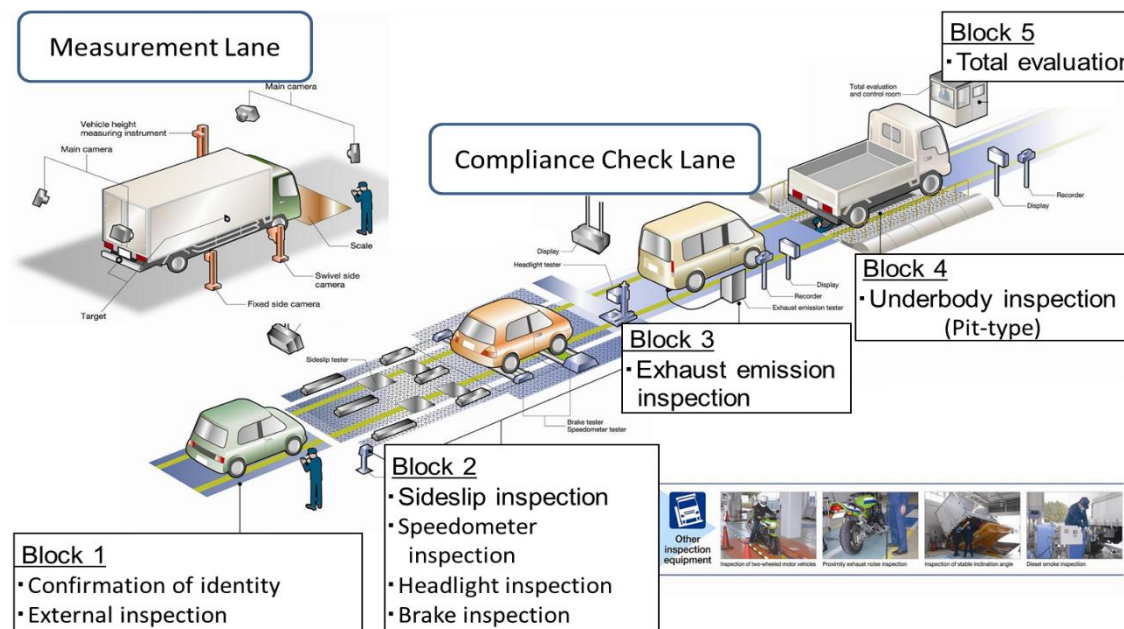 Measurement Lane
Main camera
Vehicle height
measuring instrument
Main camera
Scale
Swivel side
camera
Fixed side camera
Target
Compliance Check Lane
Display
Headlight tester
Sideslip tester
Brake tester
Speedometer tester
Display
Recorder
Exhaust emission tester
Total evaluation
and control room
Recorder
Display
Block 1
・Confirmation of identity
・External inspection
Block 2
・Sideslip inspection
・Speedometer
inspection
・Headlight inspection
・Brake inspection
Block 3
・Exhaust emission
inspection
Block 4
・Underbody inspection
(Pit-type)
Block 5
・Total evaluation
Other
inspection
equipment
Inspection of two-wheeled motor vehicles
Proximity exhaust noise inspection
Inspection of stable inclination angle
Diesel smoke inspection